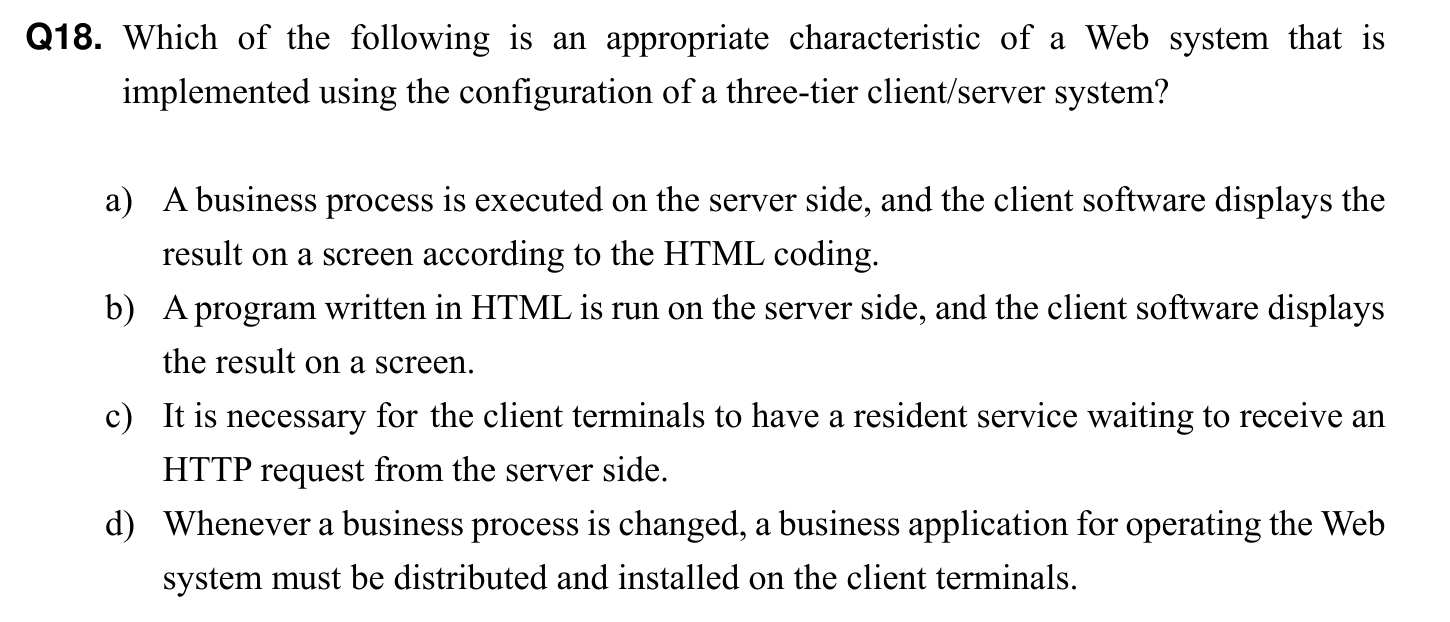 Q18. Which of the following is an appropriate characteristic of a Web system that is
implemented using the configuration of a three-tier client/server system?
a) A business process is executed on the server side, and the client software displays the
result on a screen according to the HTML coding.
b) A program written in HTML is run on the server side, and the client software displays
the result on a screen.
c) It is necessary for the client terminals to have a resident service waiting to receive an
HTTP request from the server side.
d) Whenever a business process is changed, a business application for operating the Web
system must be distributed and installed on the client terminals.